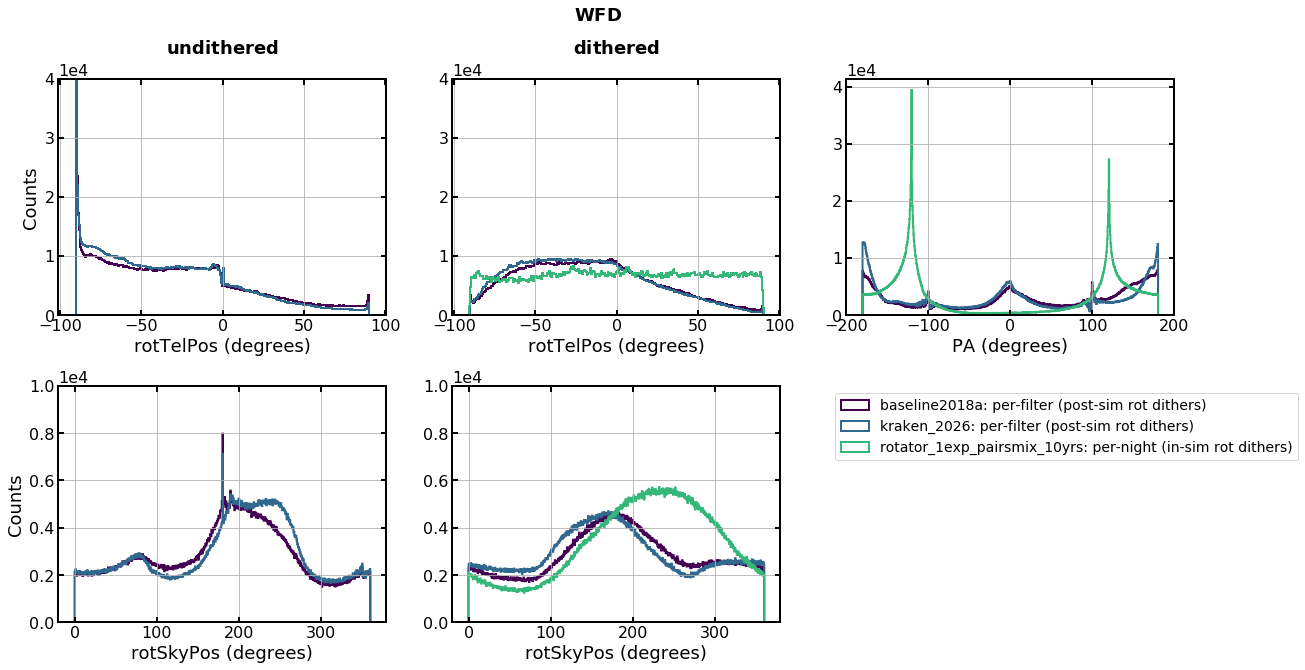 WFD
undithered
dithered
1e4
1e4
1e4
4
3
2
1
0
Counts
−100
−50
0
50
100
rotTelPos (degrees)
4
3
2
1
0
−100
−50
0
50
100
rotTelPos (degrees)
4
3
2
1
0
−200
−100
0
100
200
PA (degrees)
1e4
1.0
0.8
0.6
0.4
0.2
0.0
Counts
0
100
200
300
rotSkyPos (degrees)
1e4
1.0
0.8
0.6
0.4
0.2
0.0
0
100
200
300
rotSkyPos (degrees)
baseline2018a: per-filter (post-sim rot dithers)
kraken_2026: per-filter (post-sim rot dithers)
rotator_1exp_pairsmix_10yrs: per-night (in-sim rot dithers)